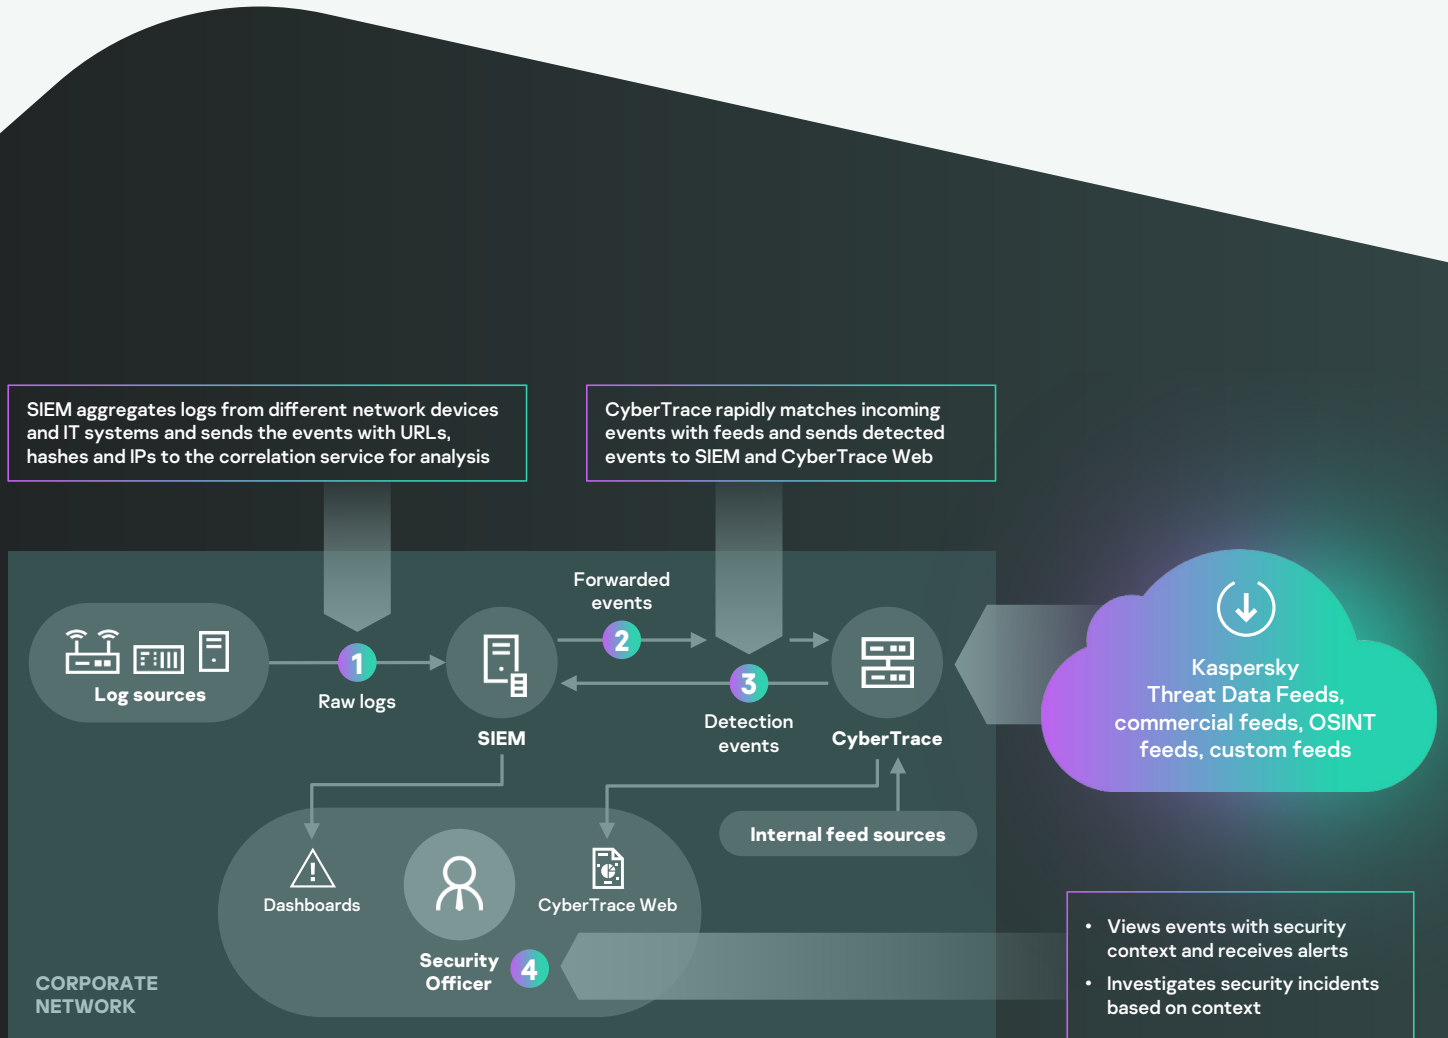 SIEM aggregates logs from different network devices
and IT systems and sends the events with URLs,
hashes and IPs to the correlation service for analysis
CyberTrace rapidly matches incoming
events with feeds and sends detected
events to SIEM and CyberTrace Web
Forwarded
events
2
1
Log sources
Raw logs
SIEM
3
Detection
events
CyberTrace
Kaspersky
Threat Data Feeds,
commercial feeds, OSINT
feeds, custom feeds
Internal feed sources
Dashboards
CyberTrace Web
Security
Officer
4
CORPORATE
NETWORK
• Views events with security
context and receives alerts
• Investigates security incidents
based on context